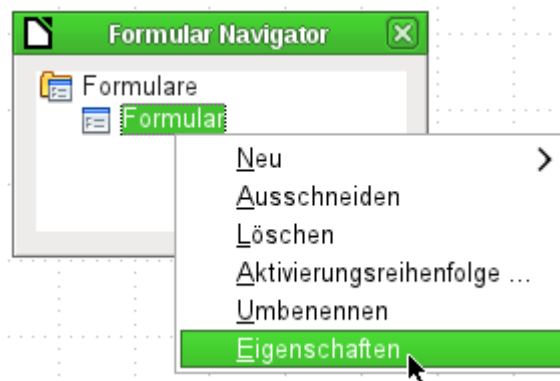 Formular Navigator
Formulare
Formular
Neu
Ausschneiden
Löschen
Aktivierungsreihenfolge ...
Umbenennen
Eigenschaften